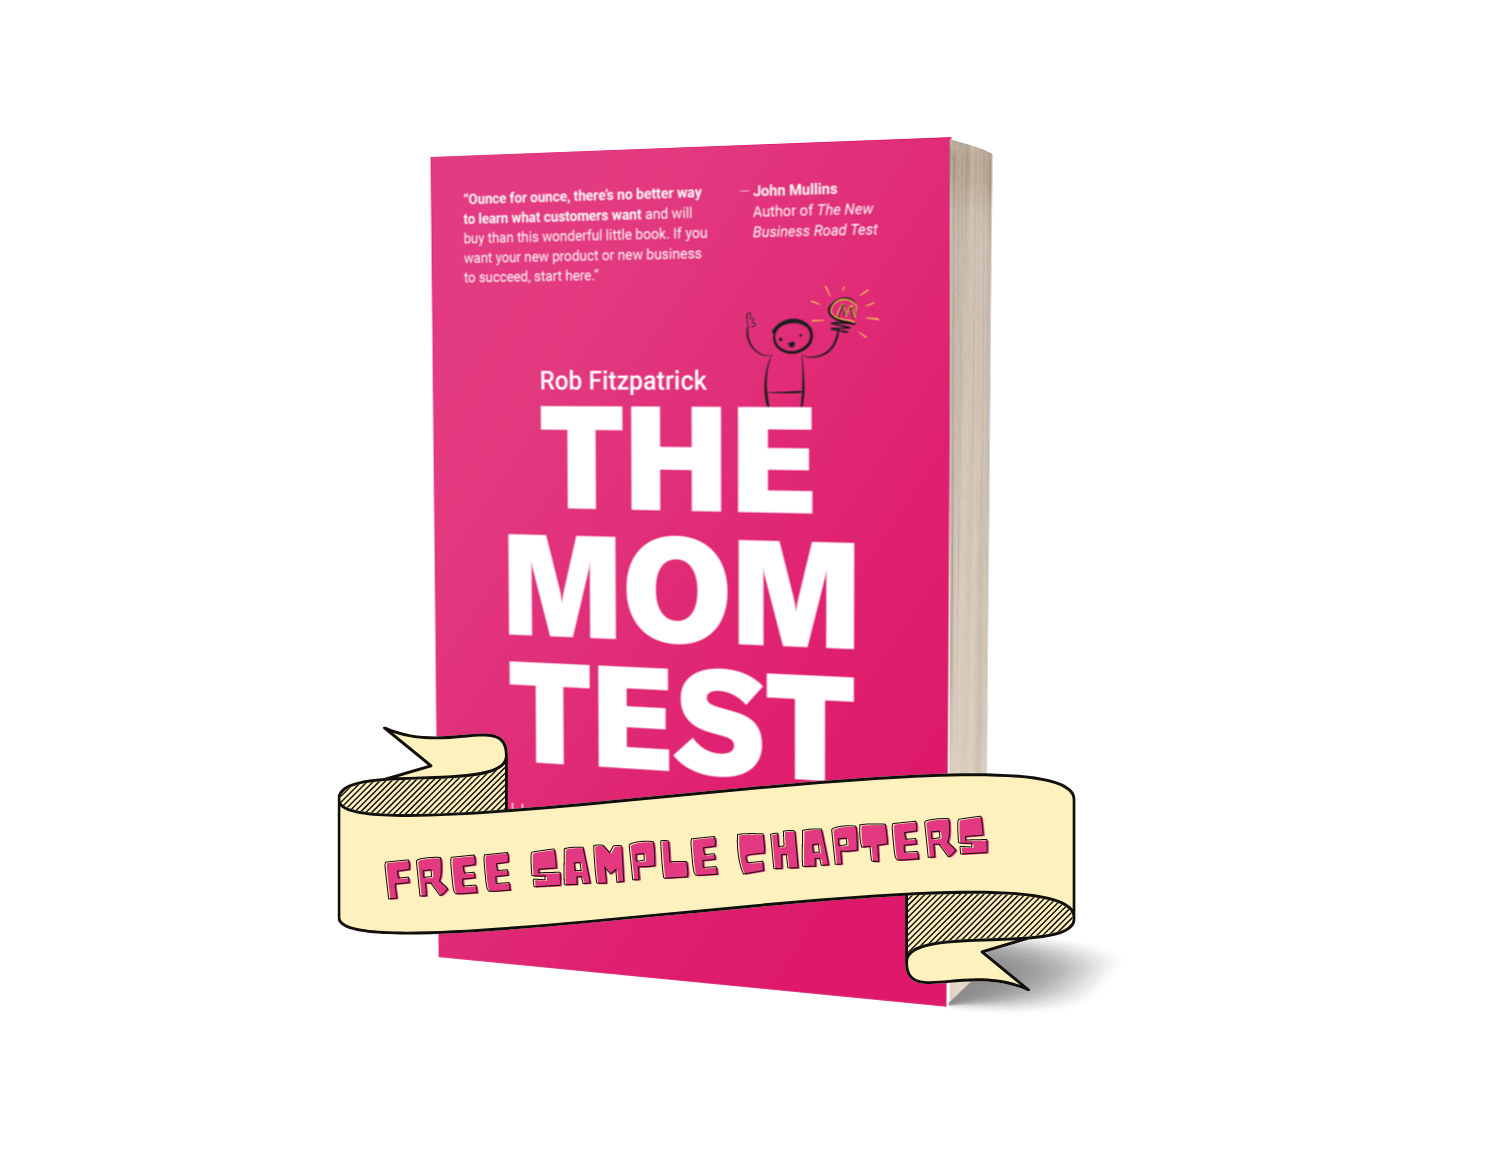 “Ounce for ounce, there’s no better way
to learn what customers want and will
buy than this wonderful little book. If you
want your new product or new business
to succeed, start here.”
— John Mullins
Author of The New
Business Road Test
M
Rob Fitzpatrick
THE
MOM
TEST
FREE SAMPLE CHAPTERS